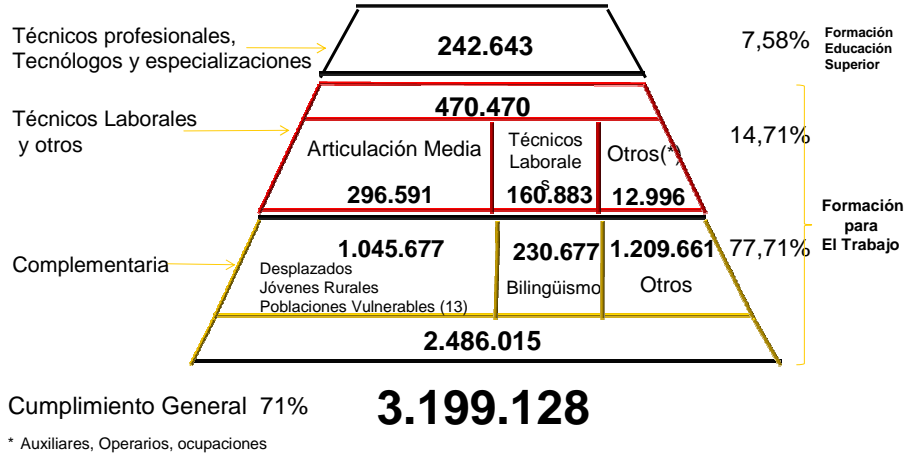 Técnicos profesionales,
Tecnólogos y especializaciones
242.643
7,58%
Formación
Educación
Superior
470.470
Técnicos Laborales
y otros
14,71%
Articulación Media
296.591
Técnicos
Laborale
s
160.883
Otros(*)
12.996
Formación
para
El Trabajo
Complementaria
1.045.677
Desplazados
Jóvenes Rurales
Poblaciones Vulnerables (13)
230.677
Bilingüismo
1.209.661
Otros
77,71%
2.486.015
Cumplimiento General 71%
3.199.128
* Auxiliares, Operarios, ocupaciones